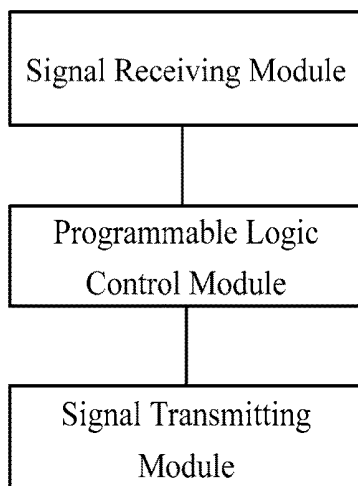 Signal Receiving Module
Programmable Logic
Control Module
Signal Transmitting
Module